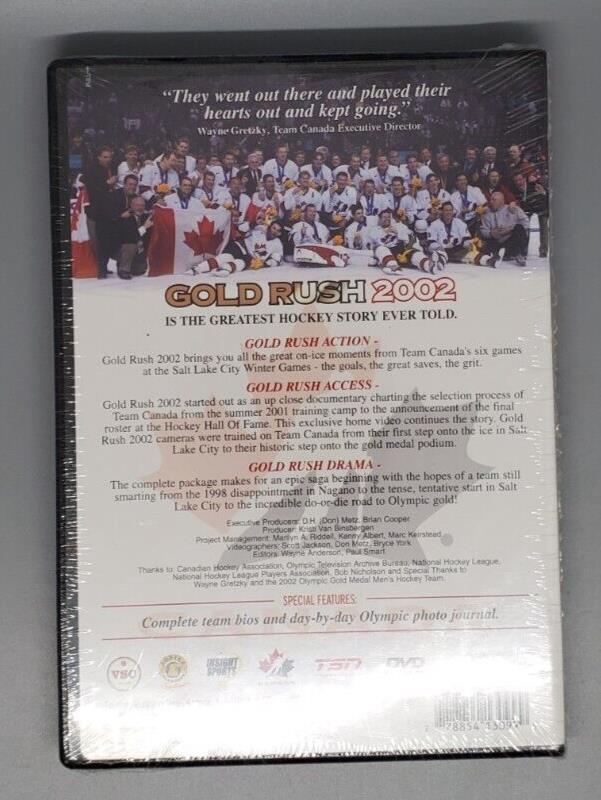 "They went out there and played their
hearts out and kept going."
Wayne Gretzky, Team Canada Executive Director
GOLD RUSH 2002
IS THE GREATEST HOCKEY STORY EVER TOLD.
GOLD RUSH ACTION -
Gold Rush 2002 brings you all the great on-ice moments from Team Canada's six games
at the Salt Lake City Winter Games - the goals, the great saves, the grit.
GOLD RUSH ACCESS -
Gold Rush 2002 started out as an up close documentary charting the selection process of
Team Canada from the summer 2001 training camp to the announcement of the final
roster at the Hockey Hall Of Fame. This exclusive home video continues the story. Gold
Rush 2002 cameras were trained on Team Canada from their first step onto the ice in Salt
Lake City to their historic step onto the gold medal podium.
GOLD RUSH DRAMA -
The complete package makes for an epic saga beginning with the hopes of a team still
smarting from the 1998 disappointment in Nagano to the tense, tentative start in Salt
Lake City to the incredible do-or-die road to Olympic gold!
Executive Producers: D.H. (Don) Metz, Brian Cooper
Producer: Kristi Van Binsbergen
Project Management: Marilyn A. Riddell, Kenny Albert, Marc Keirstead
Videographers: Scott Jackson, Don Metz, Bryce York
Editors: Wayne Anderson, Paul Smart
Thanks to: Canadian Hockey Association, Olympic Television Archive Bureau, National Hockey League,
National Hockey League Players Association, Bob Nicholson and Special Thanks to
Wayne Gretzky and the 2002 Olympic Gold Medal Men's Hockey Team.
SPECIAL FEATURES:
Complete team bios and day-by-day Olympic photo journal.
VSC
INSIGHT
SPORTS
TSN
DVD